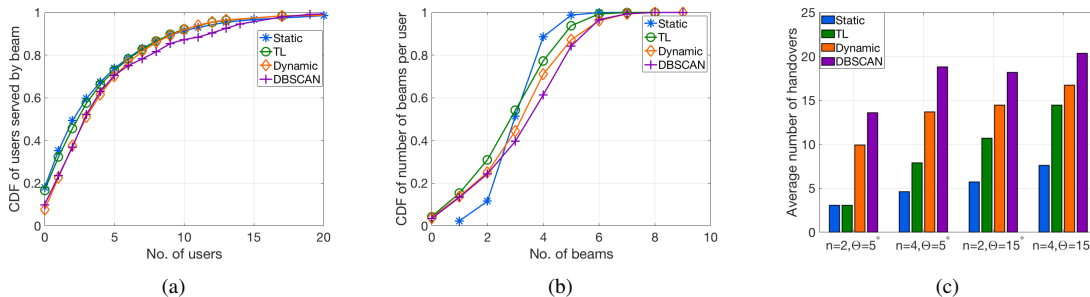 CDF of users served by beam
1
0.8
0.6
0.4
0.2
0
0 5 10 15 20
No. of users
Static
TL
Dynamic
DBSCAN
(a)
CDF of number of beams per user
1
0.8
0.6
0.4
0.2
0
0 2 4 6 8 10
No. of beams
Static
TL
Dynamic
DBSCAN
(b)
Average number of handovers
25
20
15
10
5
0
n=2,Θ=5° n=4,Θ=5° n=2,Θ=15° n=4,Θ=15
Static
TL
Dynamic
DBSCAN
(c)